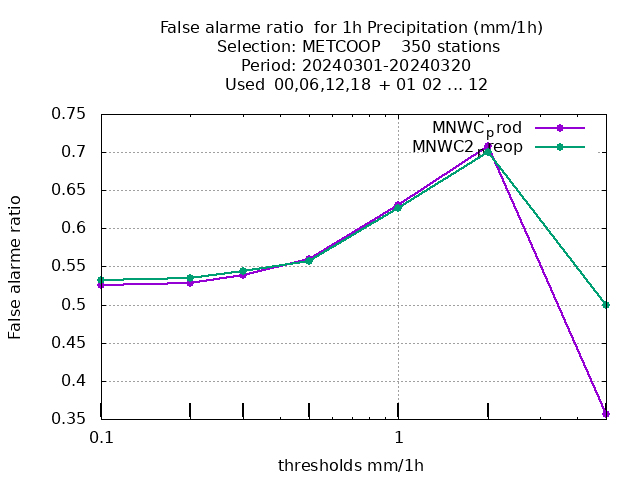 False alarme ratio  for 1h Precipitation (mm/1h)
Selection: METCOOP    350 stations
Period: 20240301-20240320
Used  00,06,12,18 + 01 02 ... 12
0.75
0.7
0.65
0.6
0.55
0.5
0.45
0.4
0.35
False alarme ratio
MNWCprod
MNWC2preop
0.1
1
thresholds mm/1h